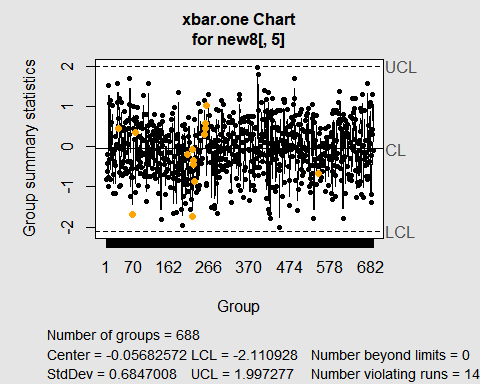 xbar.one Chart
for new8[, 5]
Group summary statistics
2
1
0
-1
-2
UCL
CL
LCL
1 70 162 266 370 474 578 682
Group
Number of groups = 688
Center = -0.05682572 LCL = -2.110928 Number beyond limits = 0
StdDev = 0.6847008 UCL = 1.997277 Number violating runs = 14